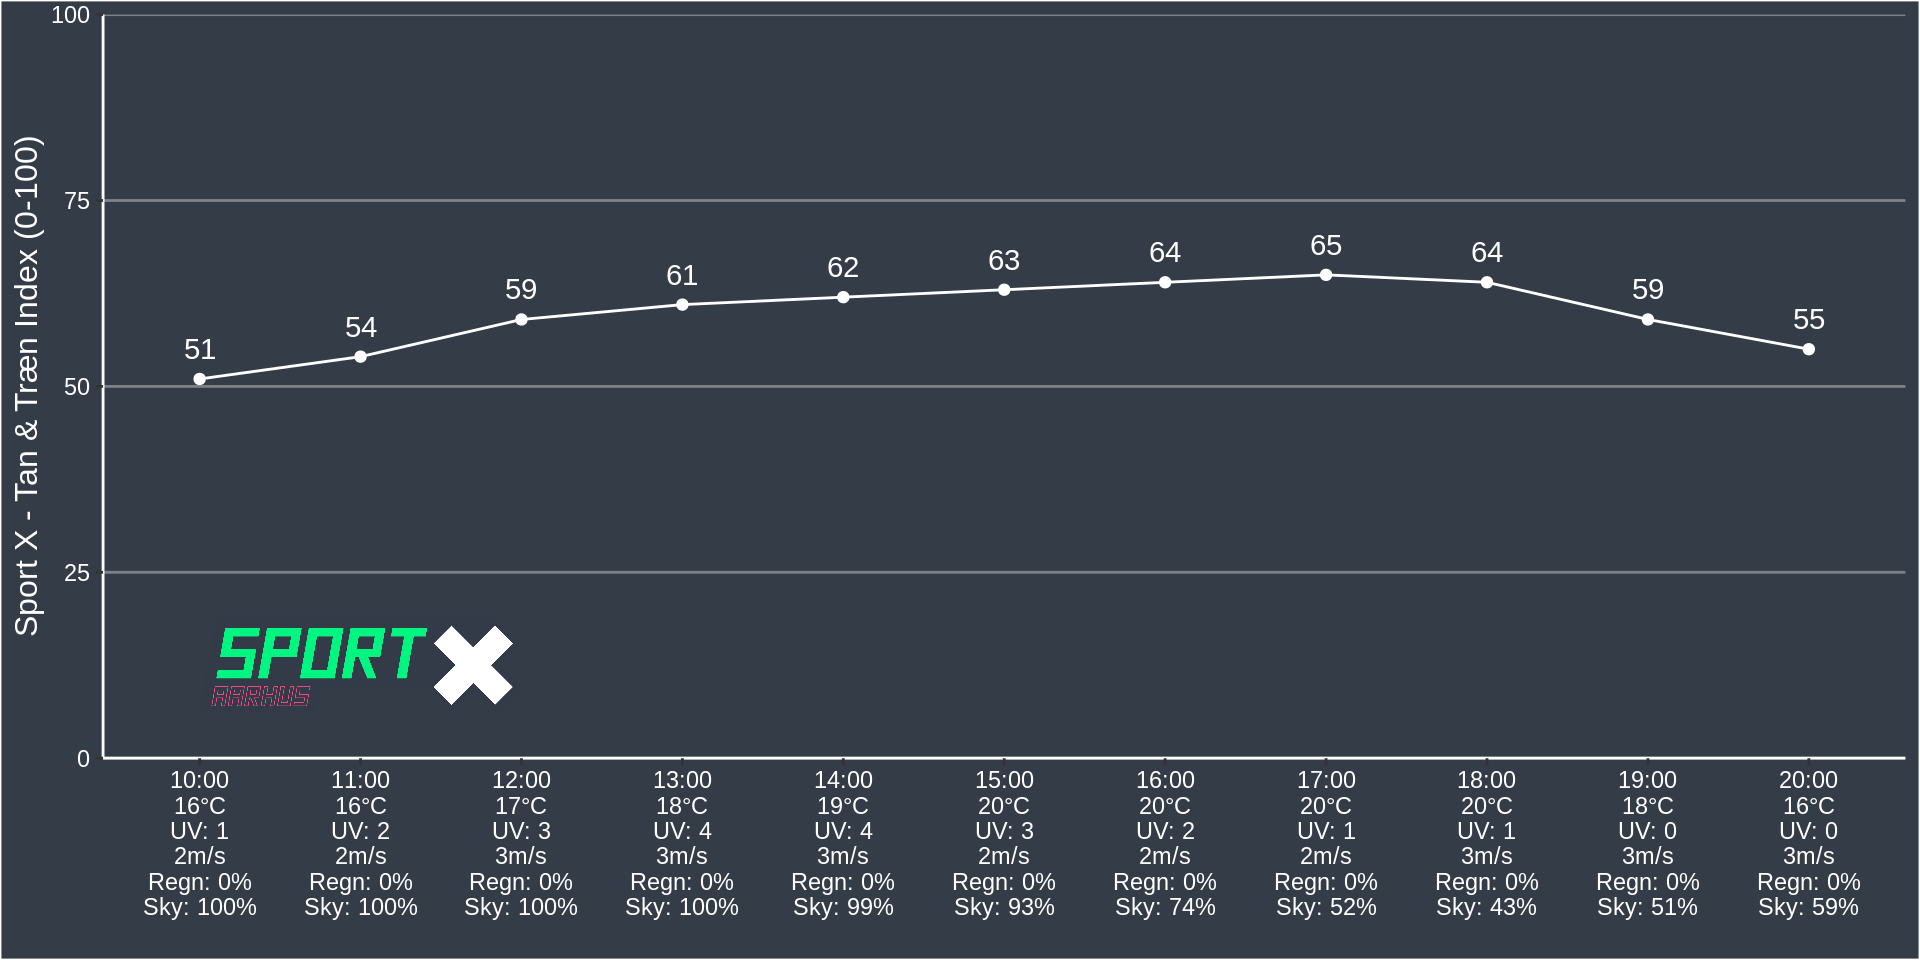 Sport X - Tan & Træn Index (0-100)
100
75
50
25
0
51 54 59 61 62 63 64 65 64 59 55
SPORT X
AARHUS
10:00 11:00 12:00 13:00 14:00 15:00 16:00 17:00 18:00 19:00 20:00
16°C 16°C 17°C 18°C 19°C 20°C 20°C 20°C 20°C 18°C 16°C
UV: 1 UV: 2 UV: 3 UV: 4 UV: 4 UV: 3 UV: 2 UV: 1 UV: 1 UV: 0 UV: 0
2m/s 2m/s 3m/s 3m/s 3m/s 2m/s 2m/s 2m/s 3m/s 3m/s 3m/s
Regn: 0% Regn: 0% Regn: 0% Regn: 0% Regn: 0% Regn: 0% Regn: 0% Regn: 0% Regn: 0% Regn: 0% Regn: 0%
Sky: 100% Sky: 100% Sky: 100% Sky: 100% Sky: 99% Sky: 93% Sky: 74% Sky: 52% Sky: 43% Sky: 51% Sky: 59%